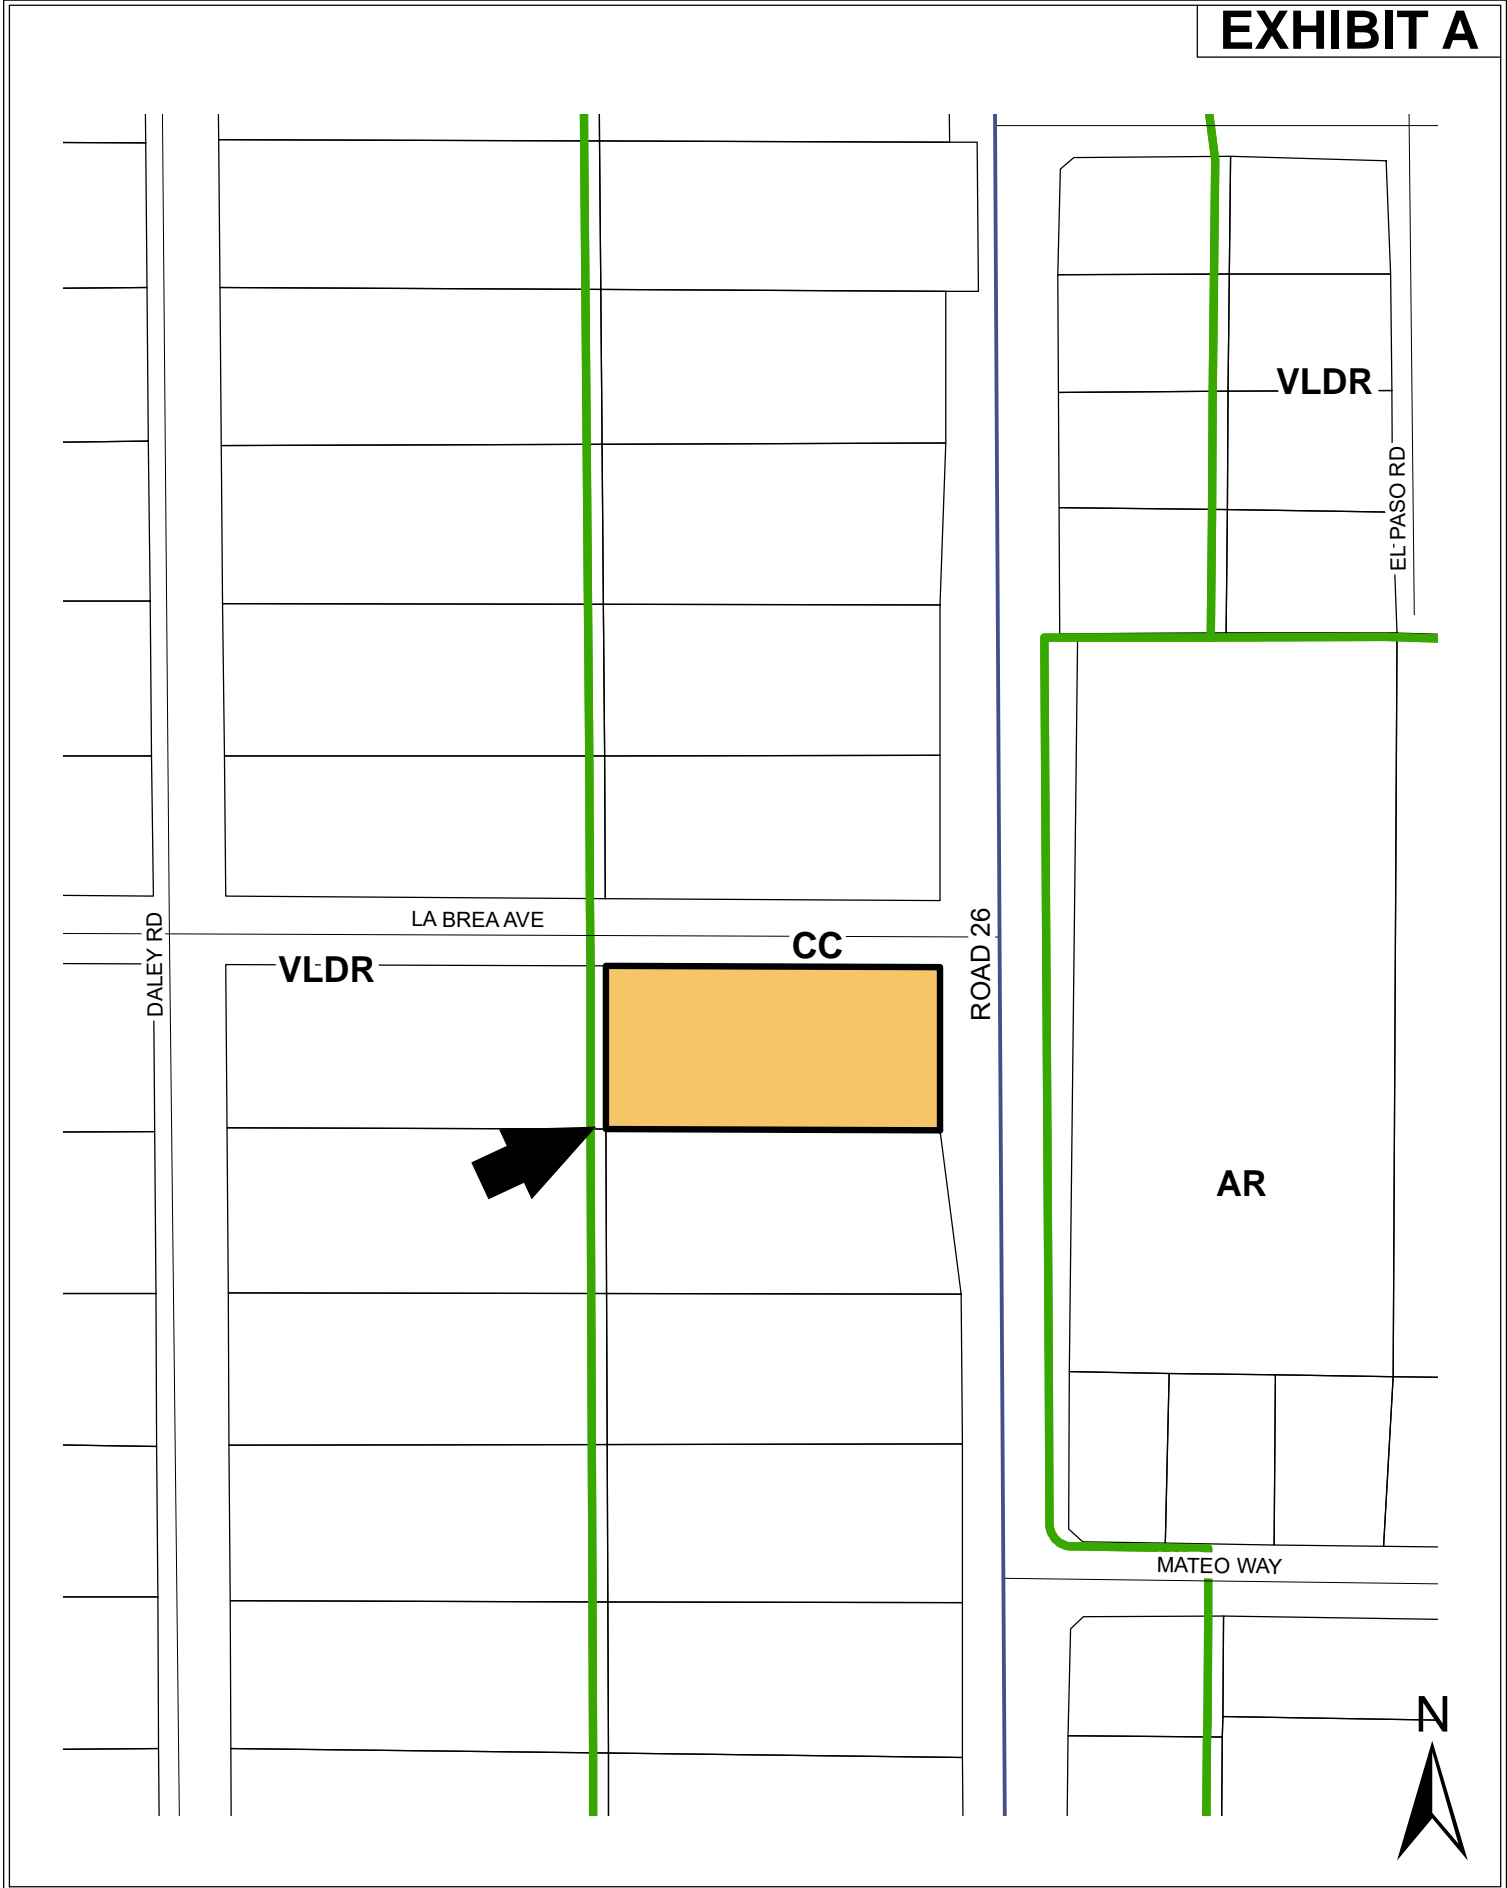 EXHIBIT A
VLDR
EL PASO RD
LA BREA AVE
CC
ROAD 26
DALEY RD
VLDR
AR
MATEO WAY
N